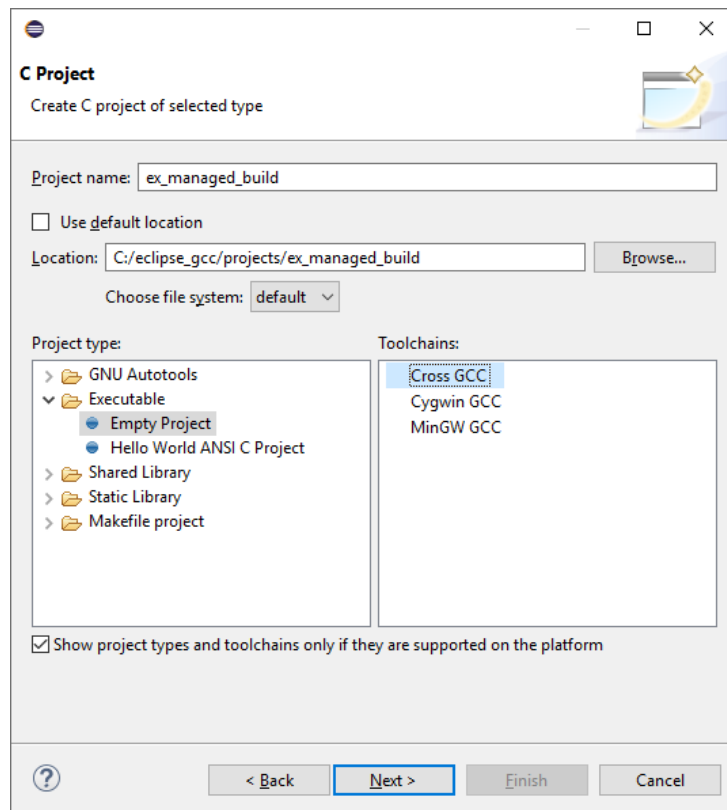 C Project
Create C project of selected type
Project name: ex_managed_build
Use default location
Location: C:/eclipse_gcc/projects/ex_managed_build Browse...
Choose file system: default
Project type:
GNU Autotools
Executable
Empty Project
Hello World ANSI C Project
Shared Library
Static Library
Makefile project
Toolchains:
Cross GCC
Cygwin GCC
MinGW GCC
Show project types and toolchains only if they are supported on the platform
? < Back Next > Finish Cancel